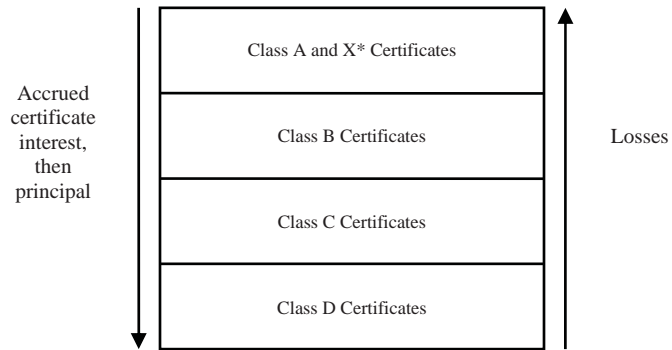 Class A and X* Certificates
Accrued
certificate
interest,
then
principal
Class B Certificates
Losses
Class C Certificates
Class D Certificates